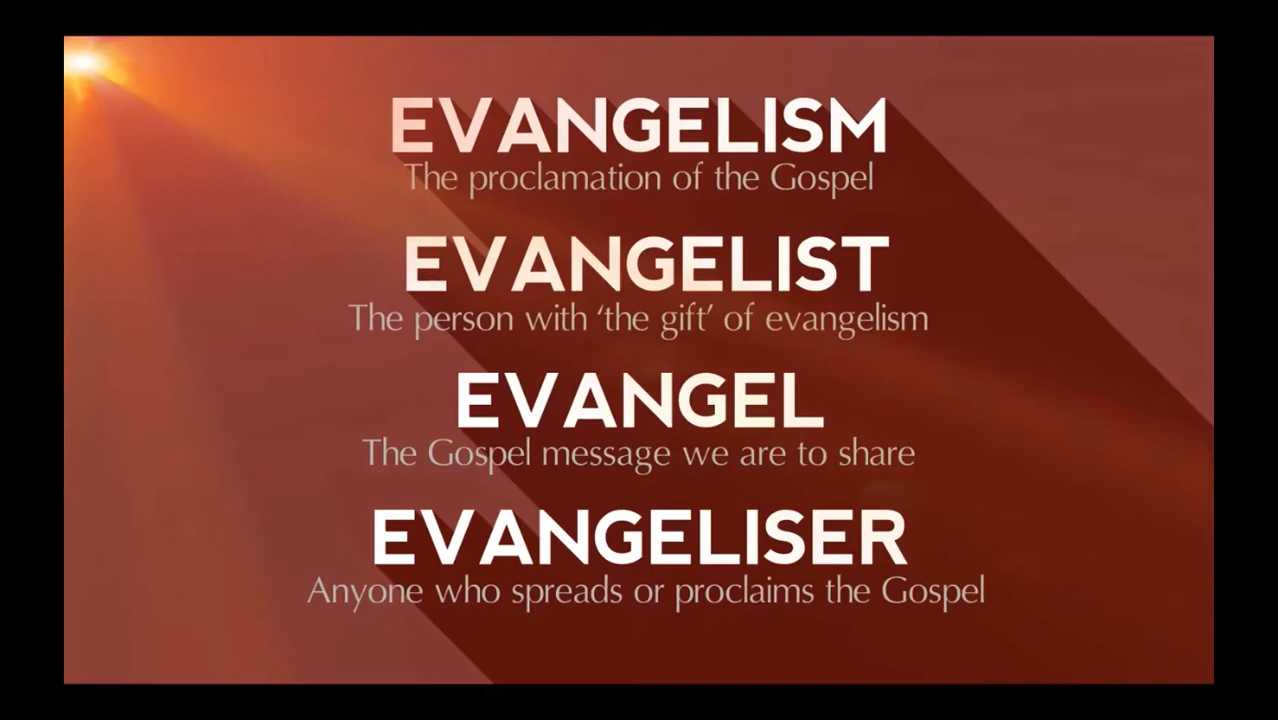 EVANGELISM
The proclamation of the Gospel
EVANGELIST
The person with ‘the gift’ of evangelism
EVANGEL
The Gospel message we are to share
EVANGELISER
Anyone who spreads or proclaims the Gospel